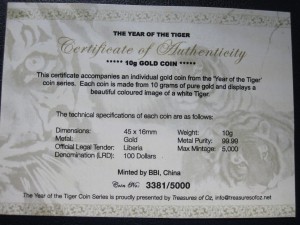 THE YEAR OF THE TIGER
Certificate of Authenticity
***** 10g GOLD COIN *****
This certificate accompanies an individual gold coin from the 'Year of the Tiger'
coin series. Each coin is made from 10 grams of pure gold and displays a
beautiful coloured image of a white Tiger.
The technical specifications of each coin are as follows:
Dimensions: 45 x 16mm Weight: 10g
Metal: Gold Metal Purity: 99.99
Official Legal Tender: Liberia Max Mintage: 5,000
Denomination (LRD): 100 Dollars
Minted by BBI, China
Coin No: 3381/5000
The Year of the Tiger Coin Series is proudly presented by Treasures of Oz, info@treasuresofoz.net